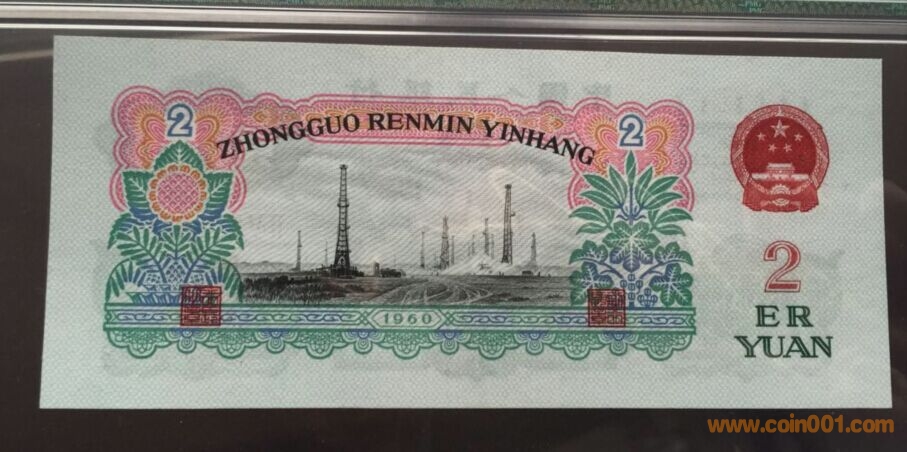 2
2
ZHONGGUO RENMIN YINHANG
2
ER
YUAN
1960
www.coin001.com